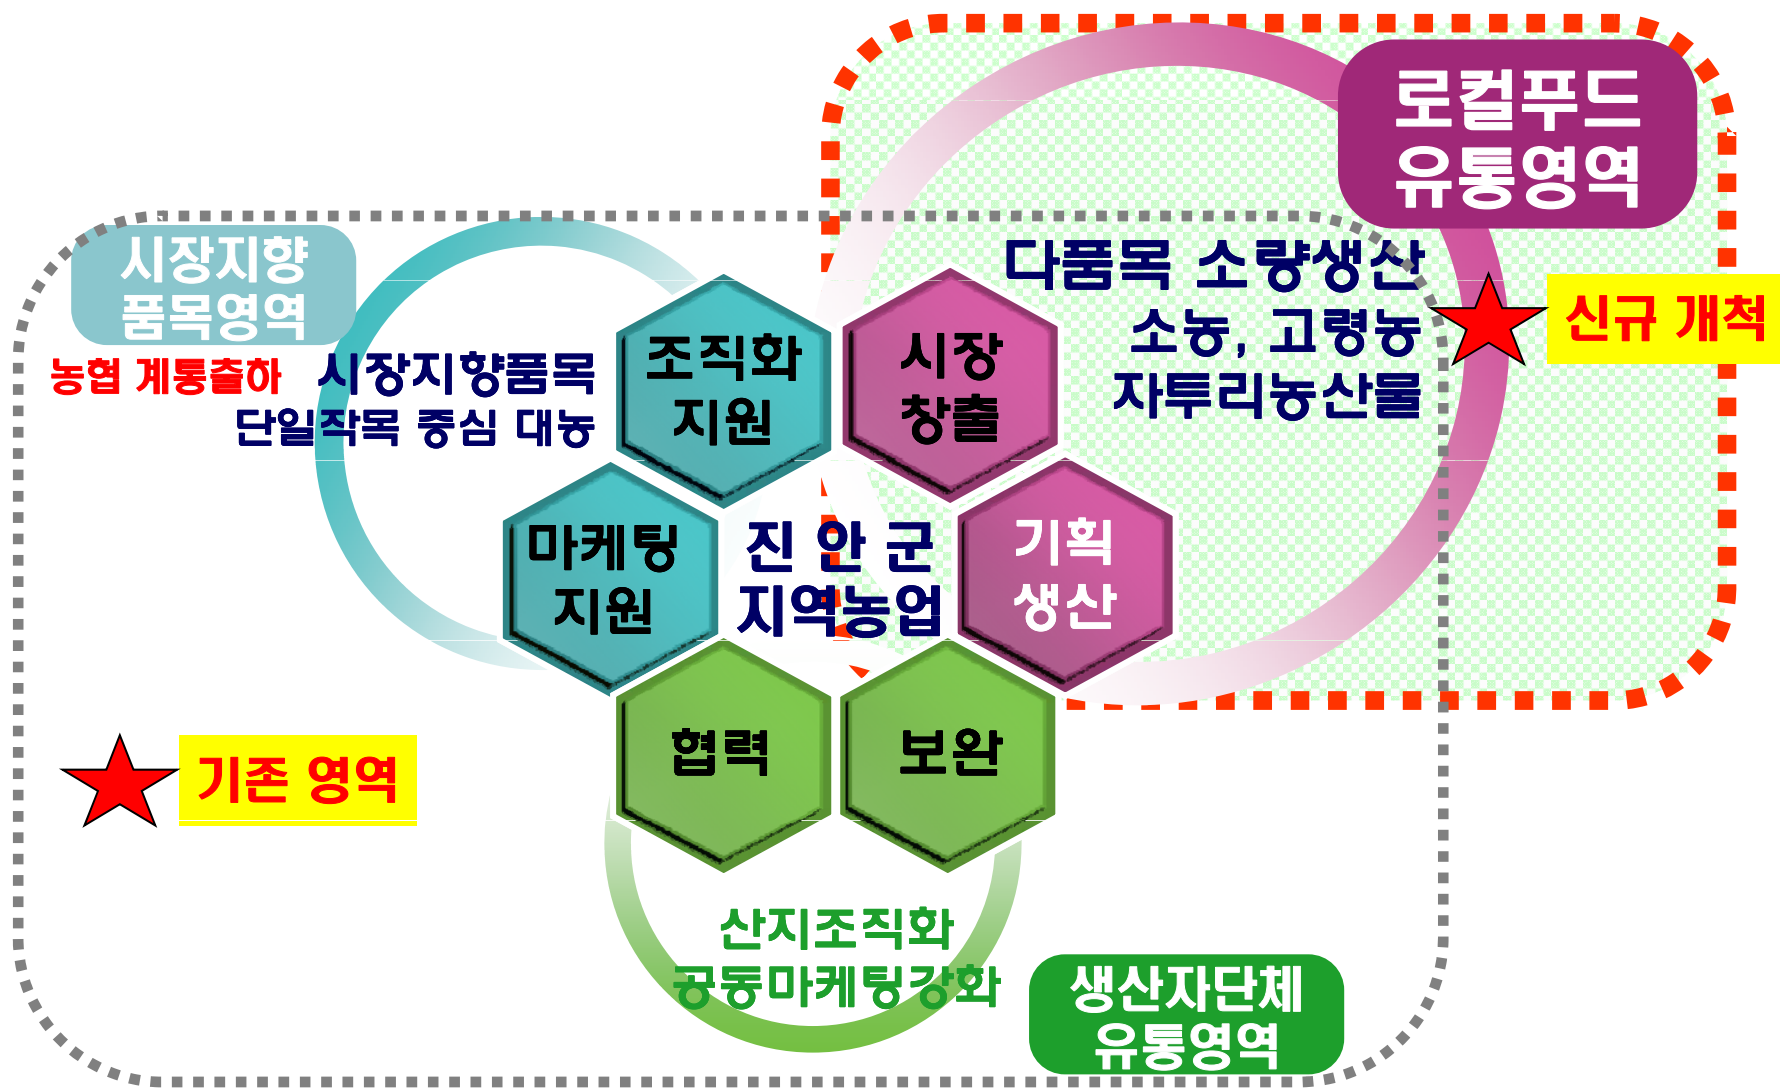 로컬푸드
유통영역
시장지향
품목영역
농협 계통출하
시장지향품목
단일작목 중심 대농
다품목 소량생산
소농, 고령농
자투리농산물
신규 개척
조직화
지원
시장
창출
마케팅
지원
진 안 군
지역농업
기획
생산
협력
보완
기존 영역
산지조직화
공동마케팅강화
생산자단체
유통영역